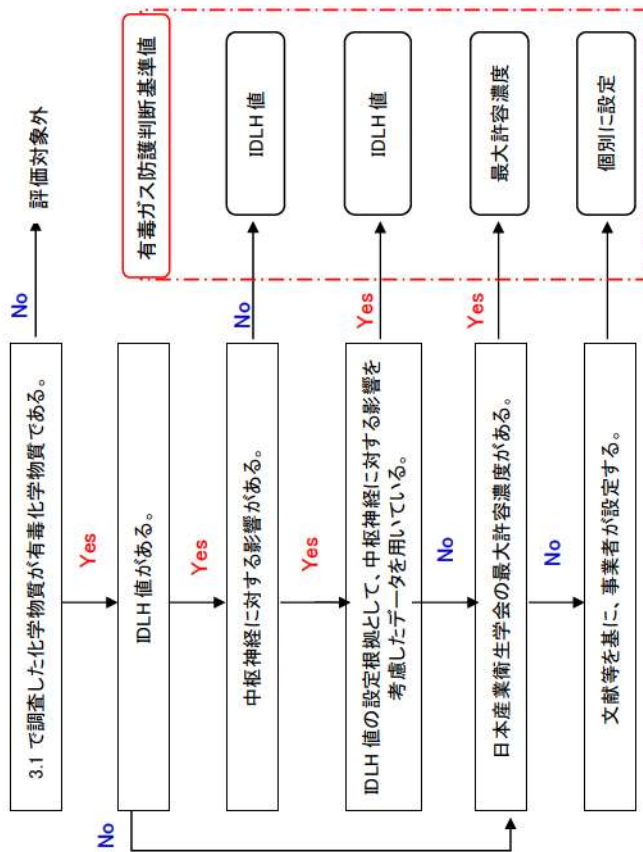 3.1 で調査した化学物質が有毒化学物質である。
No
評価対象外
Yes
有毒ガス防護判断基準値
IDLH 値がある。
No
Yes
中枢神経に対する影響がある。
No
IDLH 値
Yes
IDLH 値の設定根拠として、中枢神経に対する影響を
考慮したデータを用いている。
Yes
IDLH 値
No
日本産業衛生学会の最大許容濃度がある。
Yes
最大許容濃度
No
文献等を基に、事業者が設定する。
個別に設定